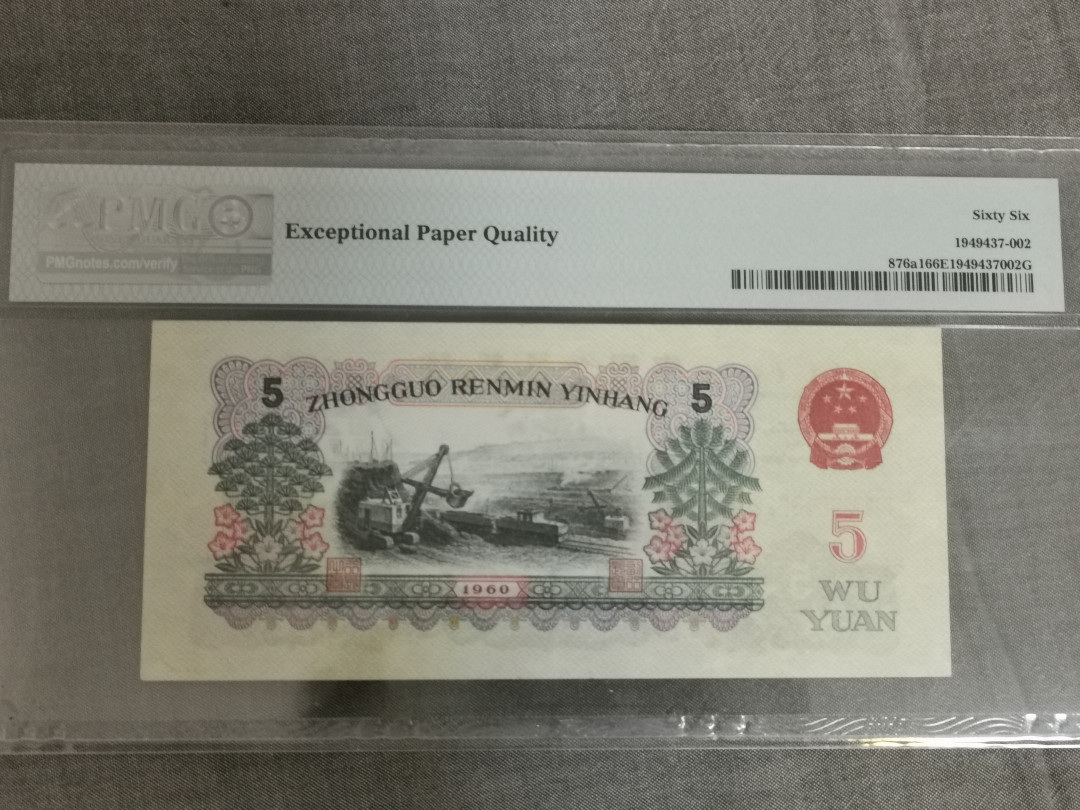 PMG
PMGnotes.com/verify
Exceptional Paper Quality
Sixty Six
1949437-002
876a166E1949437002G
5 ZHONGGUO RENMIN YINHANG 5
1960
5
WU
YUAN